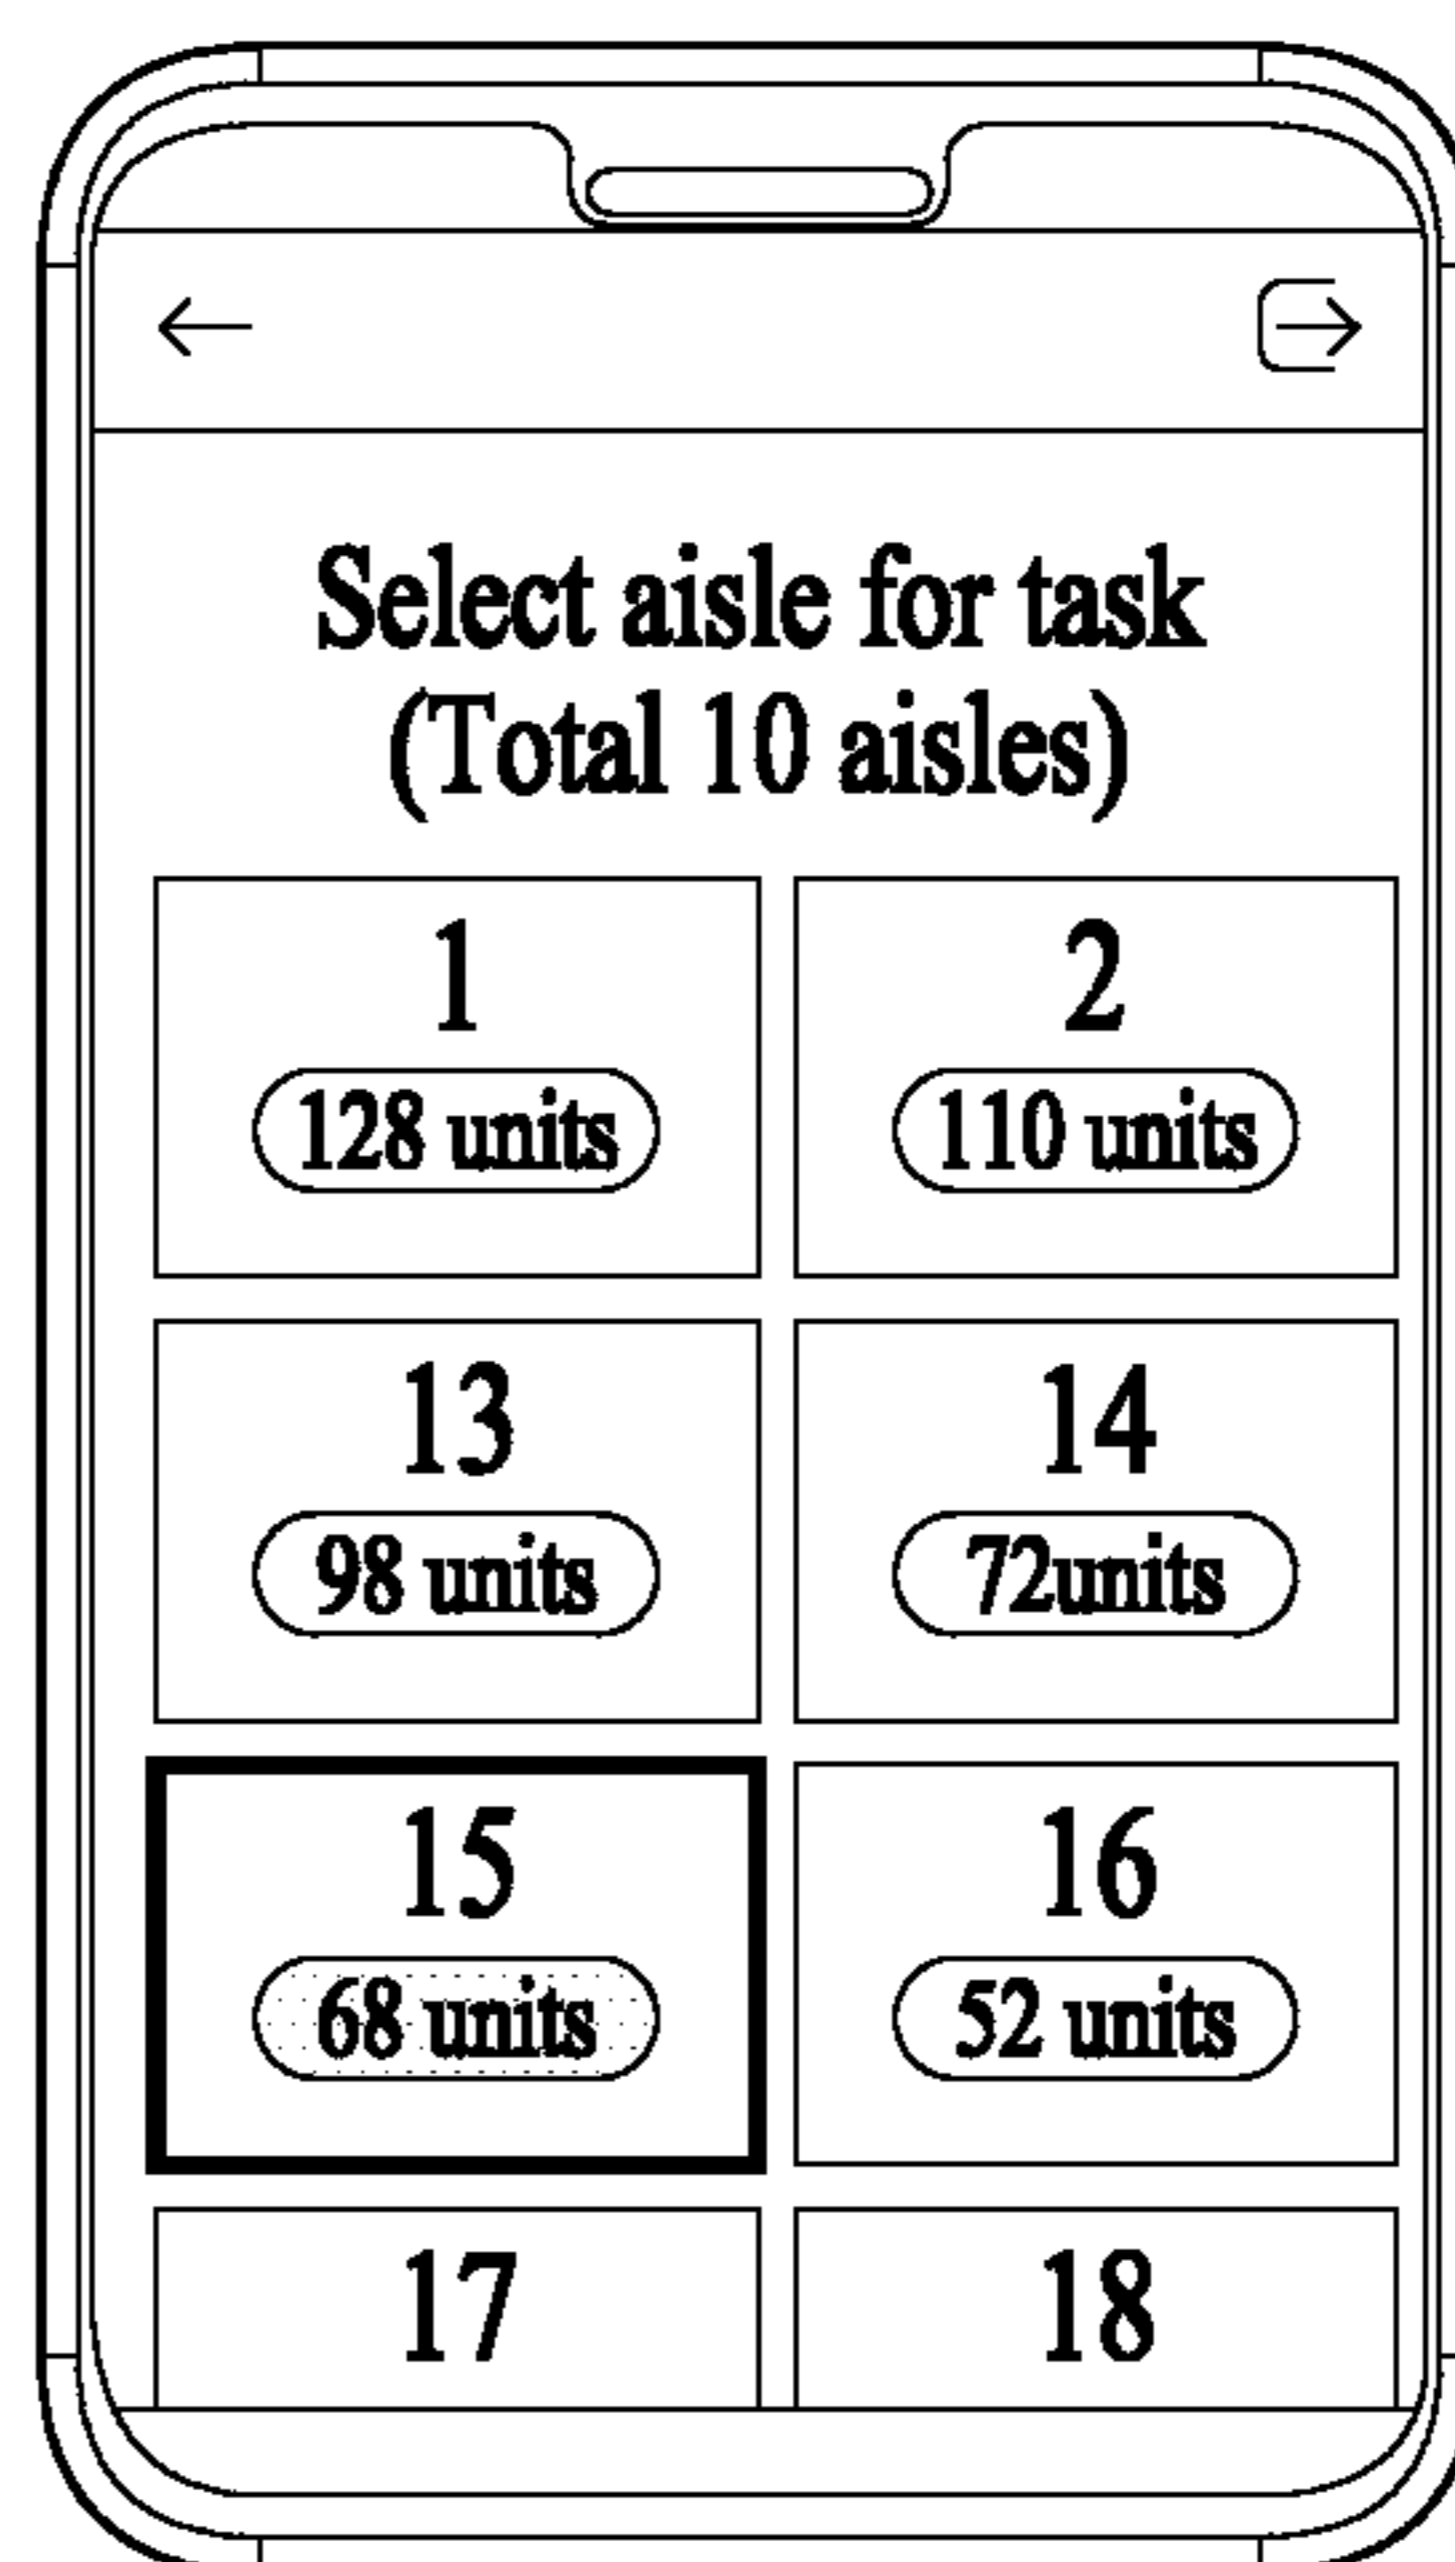 Select aisle for task
(Total 10 aisles)
1
128 units
2
110 units
13
98 units
14
72units
15
68 units
16
52 units
17
18